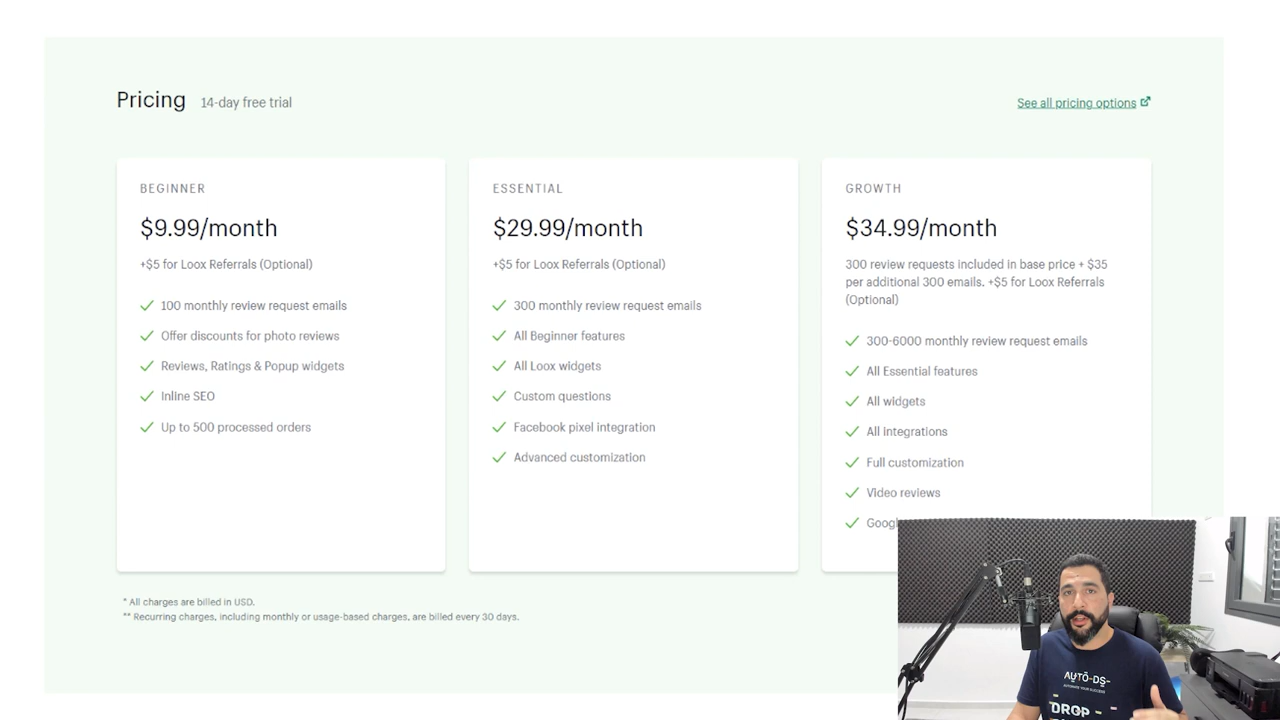 Pricing 14-day free trial
See all pricing options
BEGINNER
$9.99/month
+$5 for Loox Referrals (Optional)
100 monthly review request emails
Offer discounts for photo reviews
Reviews, Ratings & Popup widgets
Inline SEO
Up to 500 processed orders
ESSENTIAL
$29.99/month
+$5 for Loox Referrals (Optional)
300 monthly review request emails
All Beginner features
All Loox widgets
Custom questions
Facebook pixel integration
Advanced customization
GROWTH
$34.99/month
300 review requests included in base price + $35
per additional 300 emails. +$5 for Loox Referrals
(Optional)
300-6000 monthly review request emails
All Essential features
All widgets
All Integrations
Full customization
Video reviews
* All charges are billed in USD.
** Recurring charges, including monthly or usage-based charges, are billed every 30 days.
AUTO-DS-
AUTOMATE YOUR SUCCESS
DROP